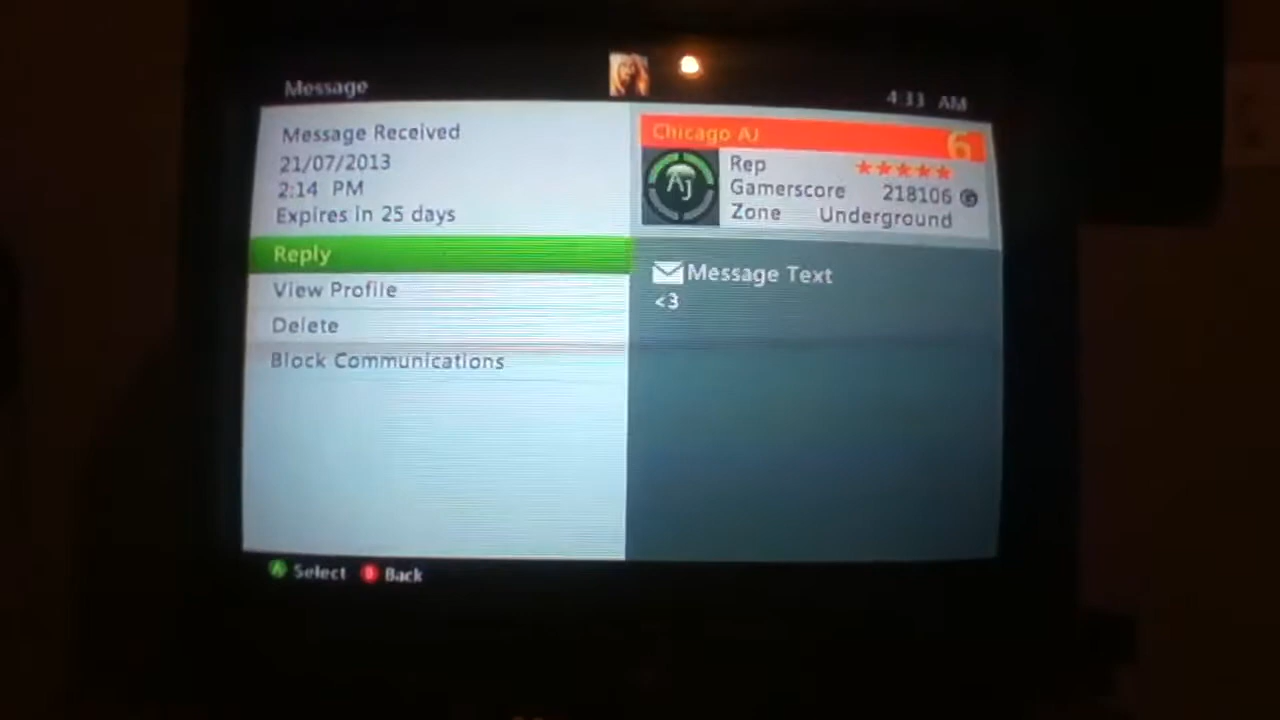 Message
4:33 AM
Message Received
21/07/2013
2:14 PM
Expires in 25 days
Reply
View Profile
Delete
Block Communications
Chicago AJ 6
AJ
Rep
Gamerscore 218106 G
Zone Underground
Message Text
<3
A Select B Back